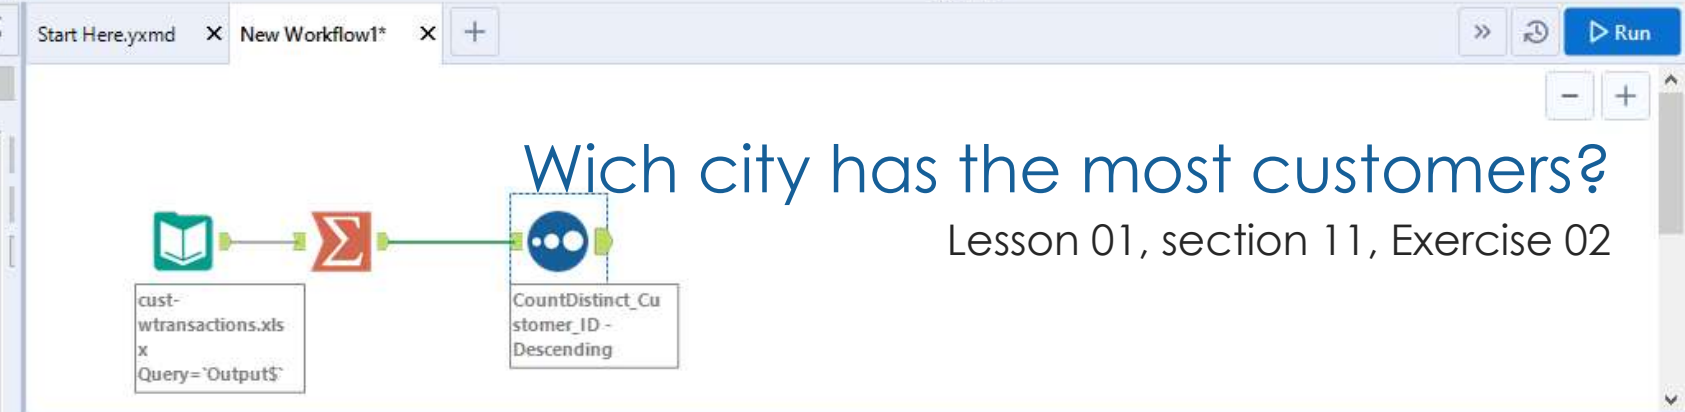 Start Here.yxmd
New Workflow1*
Run
Wich city has the most customers?
Lesson 01, section 11, Exercise 02
cust-
wtransactions.xls
x
Query=`Output$`
CountDistinct_Cu
stomer_ID -
Descending